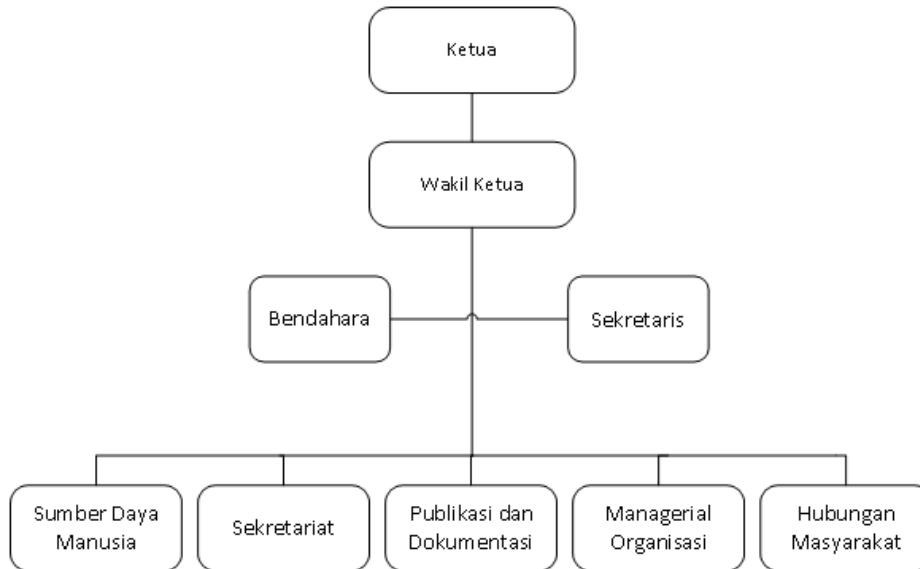 Ketua
Wakil Ketua
Bendahara
Sekretaris
Sumber Daya
Manusia
Sekretariat
Publikasi dan
Dokumentasi
Managerial
Organisasi
Hubungan
Masyarakat